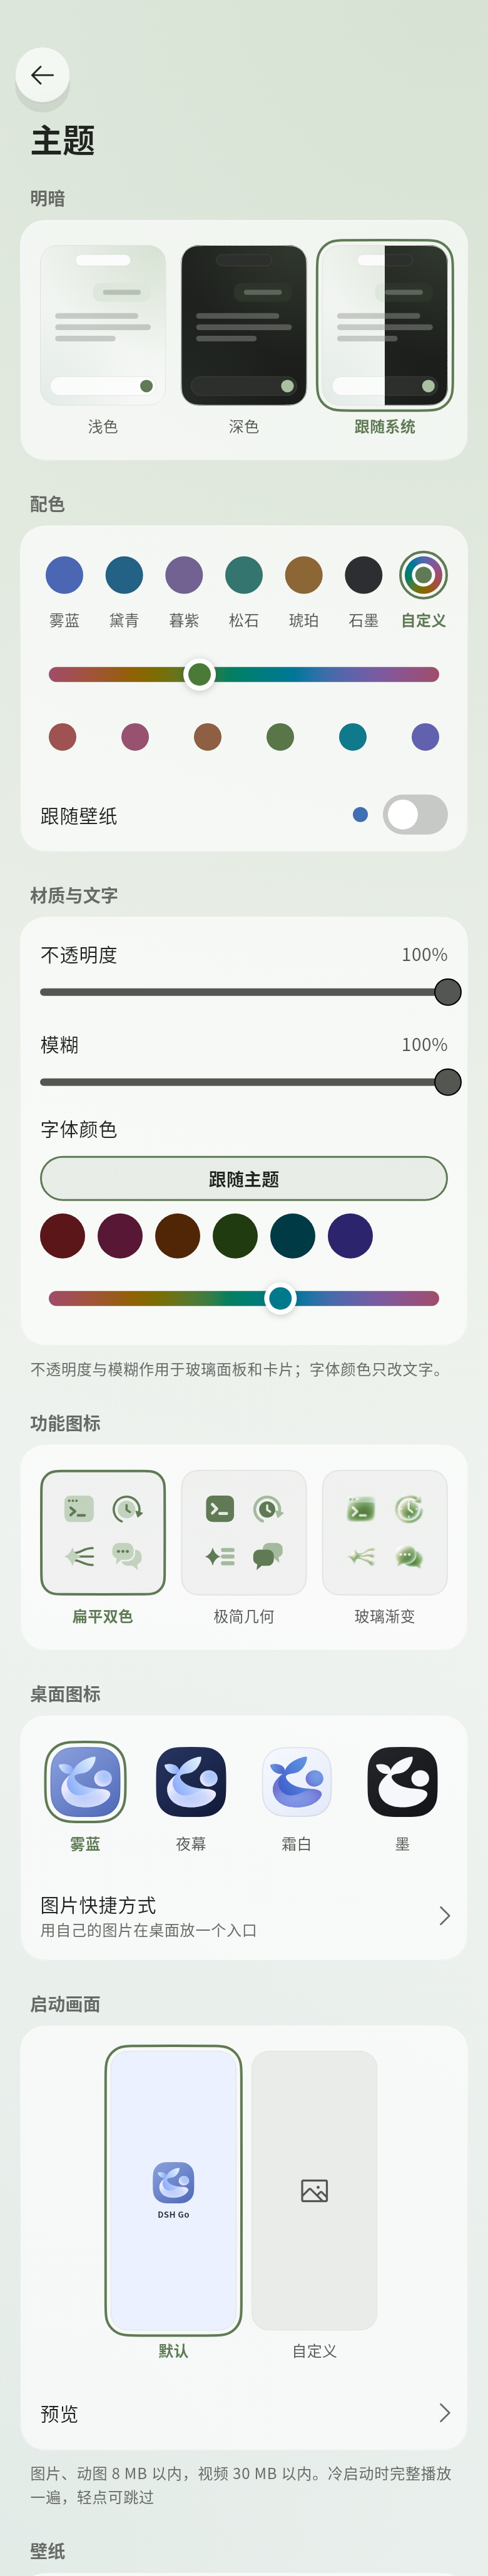 主题
明暗
浅色 深色 跟随系统
配色
雾蓝 黛青 暮紫 松石 琥珀 石墨 自定义
跟随壁纸
材质与文字
不透明度 100%
模糊 100%
字体颜色
跟随主题
不透明度与模糊作用于玻璃面板和卡片；字体颜色只改文字。
功能图标
扁平双色 极简几何 玻璃渐变
桌面图标
雾蓝 夜幕 霜白 墨
图片快捷方式
用自己的图片在桌面放一个入口
启动画面
DSH Go
默认 自定义
预览
图片、动图 8 MB 以内，视频 30 MB 以内。冷启动时完整播放
一遍，轻点可跳过
壁纸